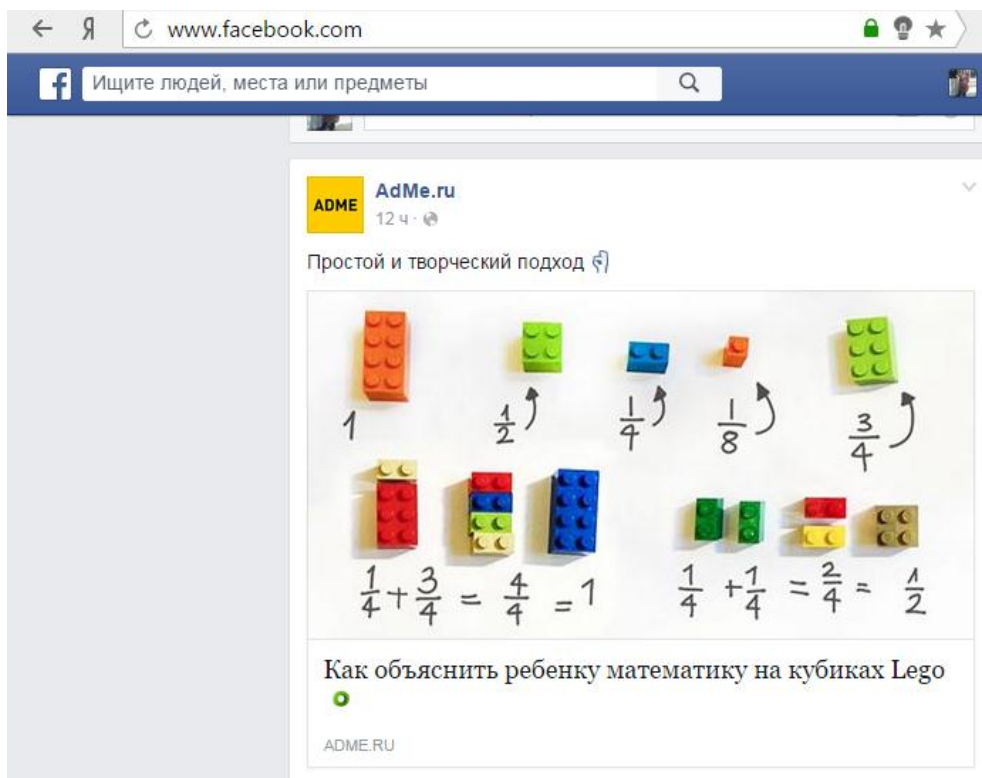 Я www.facebook.com
f Ищите людей, места или предметы
ADME AdMe.ru
12 ч
Простой и творческий подход
1 1/2 1/4 1/8 3/4
1/4 + 3/4 = 4/4 = 1 1/4 + 1/4 = 2/4 = 1/2
Как объяснить ребенку математику на кубиках Lego
ADME.RU